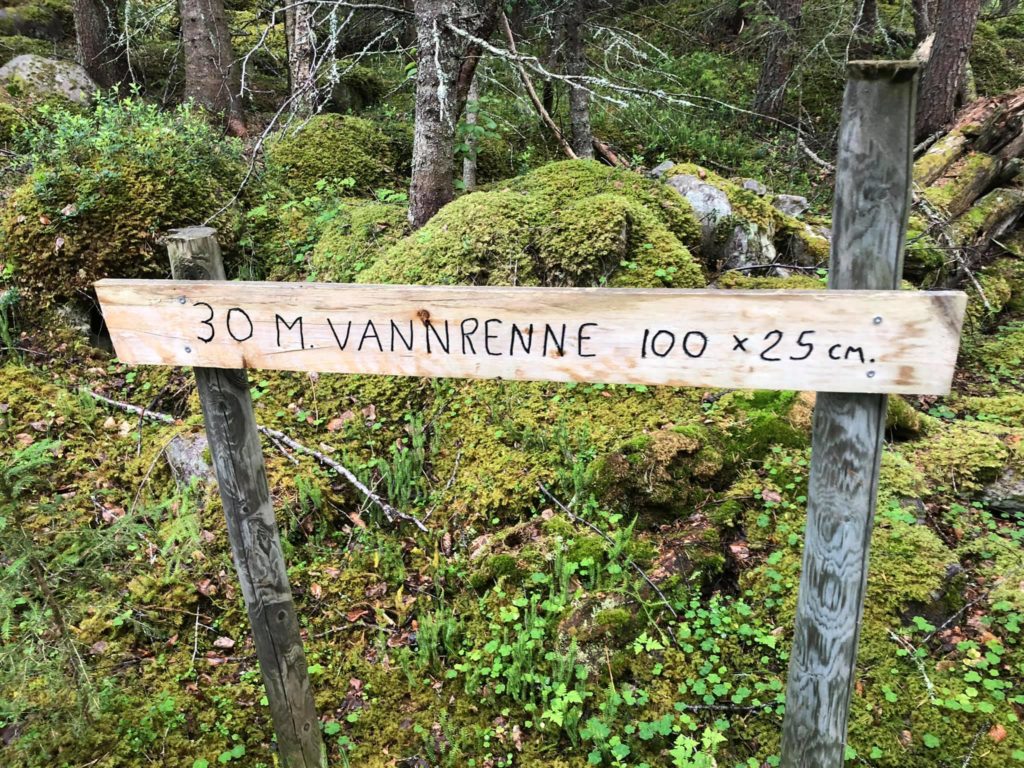 30 M. VANNRENNE 100 × 25 cm.